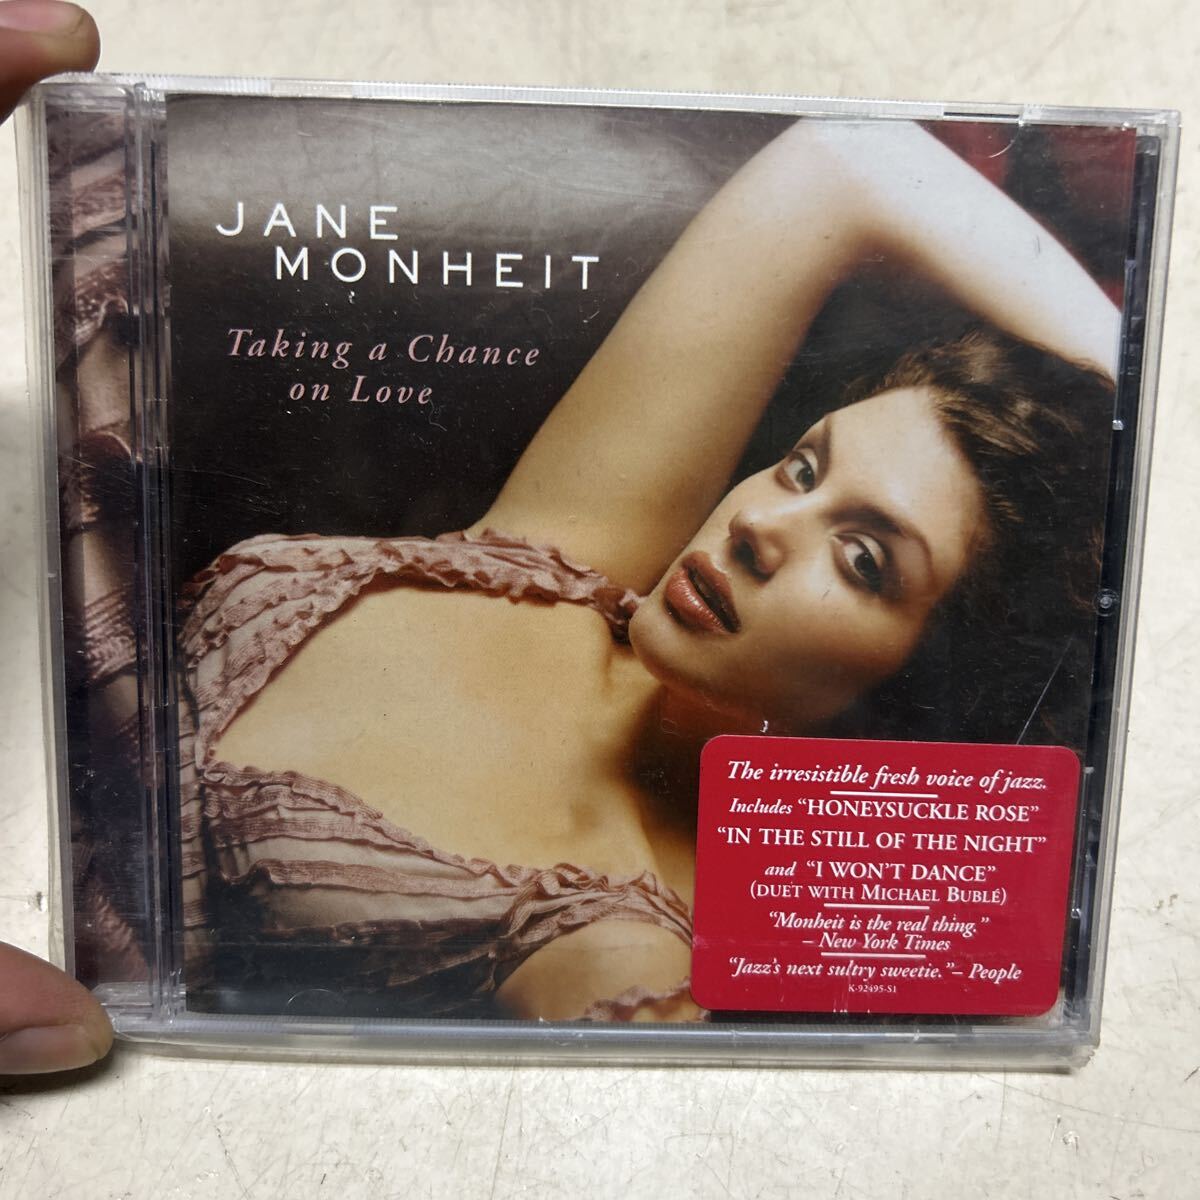 JANE
MONHEIT
Taking a Chance
on Love
The irresistible fresh voice of jazz.
Includes “HONEYSUCKLE ROSE”
“IN THE STILL OF THE NIGHT”
and “I WON'T DANCE”
(DUET WITH MICHAEL BUBLÉ)
“Monheit is the real thing.”
– New York Times
“Jazz's next sultry sweetie.” – People
K-92495-S1